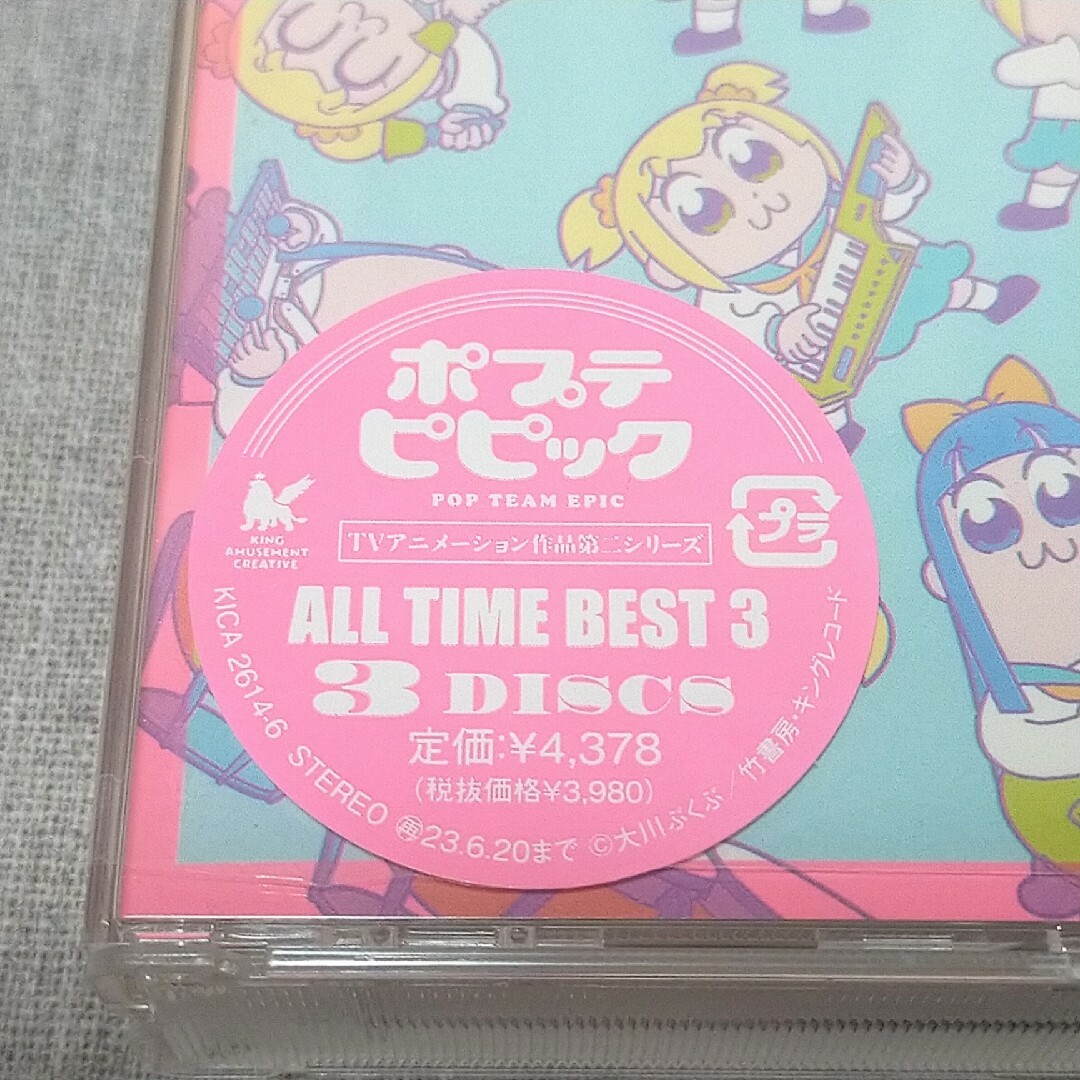 ポプテ
ピピック
POP TEAM EPIC
KING
AMUSEMENT
CREATIVE
TVアニメーション作品第二シリーズ
プラ
ALL TIME BEST 3
3 DISCS
定価:¥4,378
(税抜価格¥3,980)
KICA 2614-6 STEREO 再23.6.20まで ©大川ぶくぶ/竹書房・キングレコード